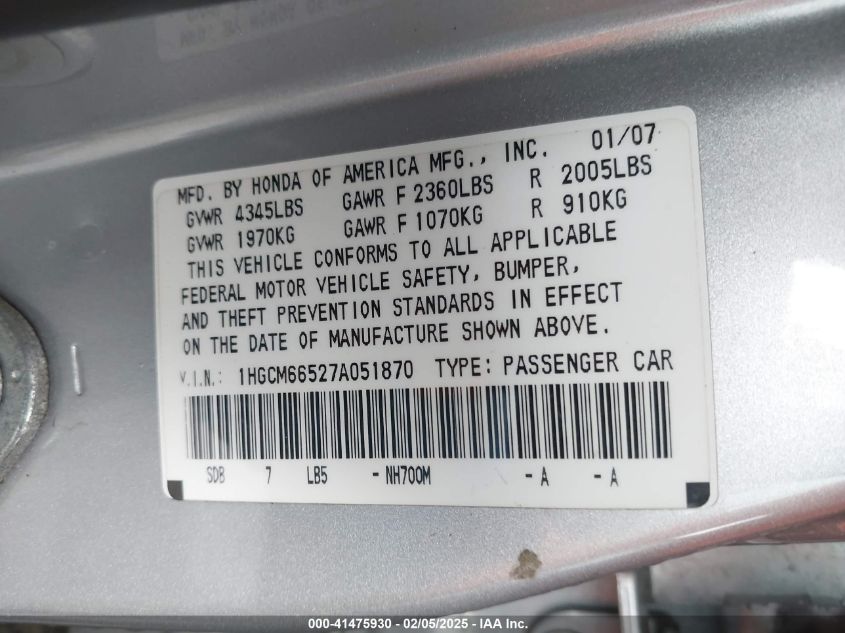 MFD. BY HONDA OF AMERICA MFG., INC. 01/07
GVWR 4345LBS GAWR F 2360LBS R 2005LBS
GVWR 1970KG GAWR F 1070KG R 910KG
THIS VEHICLE CONFORMS TO ALL APPLICABLE
FEDERAL MOTOR VEHICLE SAFETY, BUMPER,
AND THEFT PREVENTION STANDARDS IN EFFECT
ON THE DATE OF MANUFACTURE SHOWN ABOVE.
V.I.N.: 1HGCM66527A051870 TYPE: PASSENGER CAR
SDB 7 LB5 -NH700M -A -A
000-41475930 - 02/05/2025 - IAA Inc.